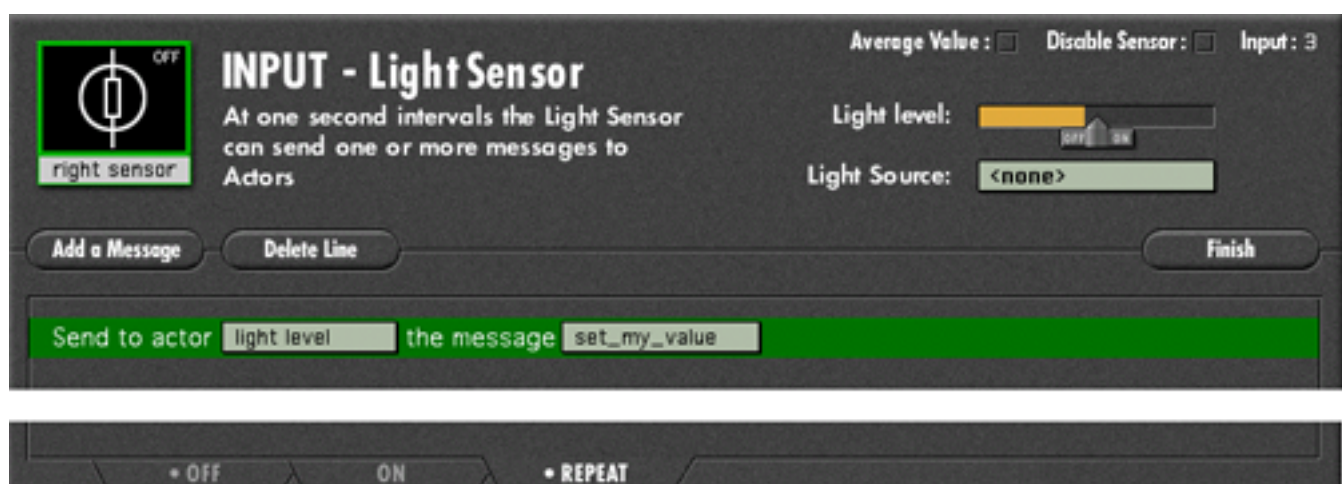 OFF
right sensor
INPUT - Light Sensor
At one second intervals the Light Sensor
can send one or more messages to
Actors
Average Value :
Disable Sensor :
Input : 3
Light level:
OFF ON
Light Source: <none>
Add a Message
Delete Line
Finish
Send to actor light level the message set_my_value
• OFF
ON
• REPEAT